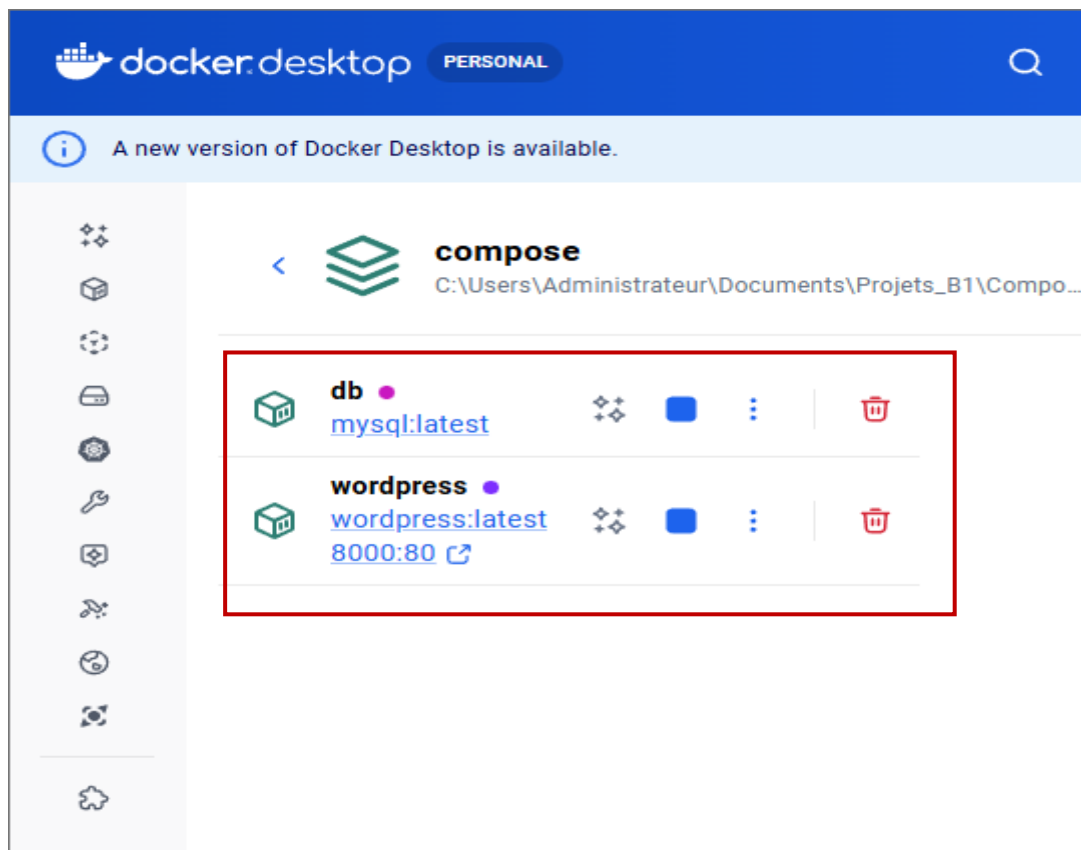 docker.desktop PERSONAL
A new version of Docker Desktop is available.
compose
C:\Users\Administrateur\Documents\Projets_B1\Compo...
db
mysql:latest
wordpress
wordpress:latest
8000:80